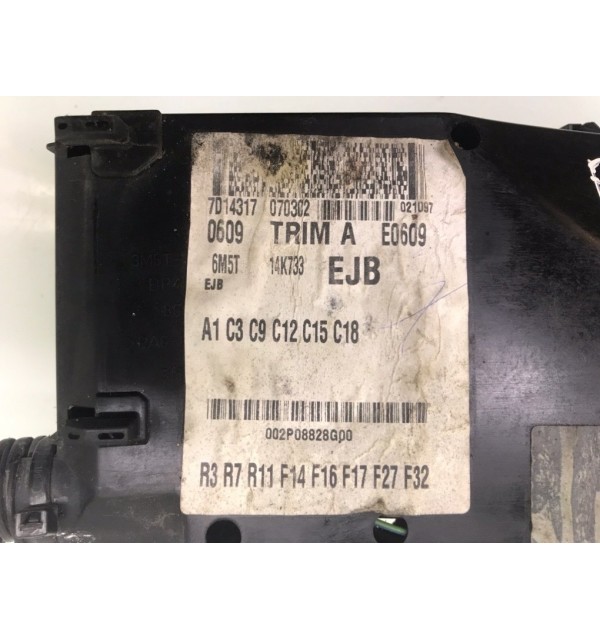 7D14317 070302 021097
0609 TRIM A E0609
6M5T 14K733 EJB
EJB
A1 C3 C9 C12 C15 C18
002P08828G00
R3 R7 R11 F14 F16 F17 F27 F32